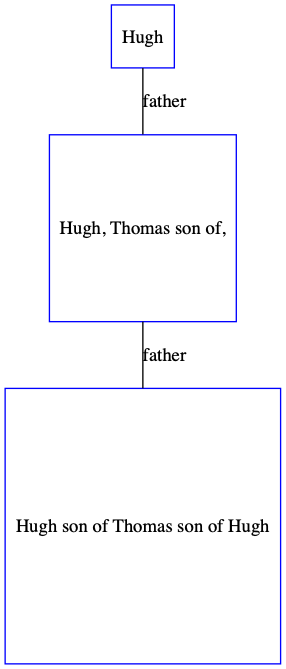 Hugh
father
Hugh, Thomas son of,
father
Hugh son of Thomas son of Hugh